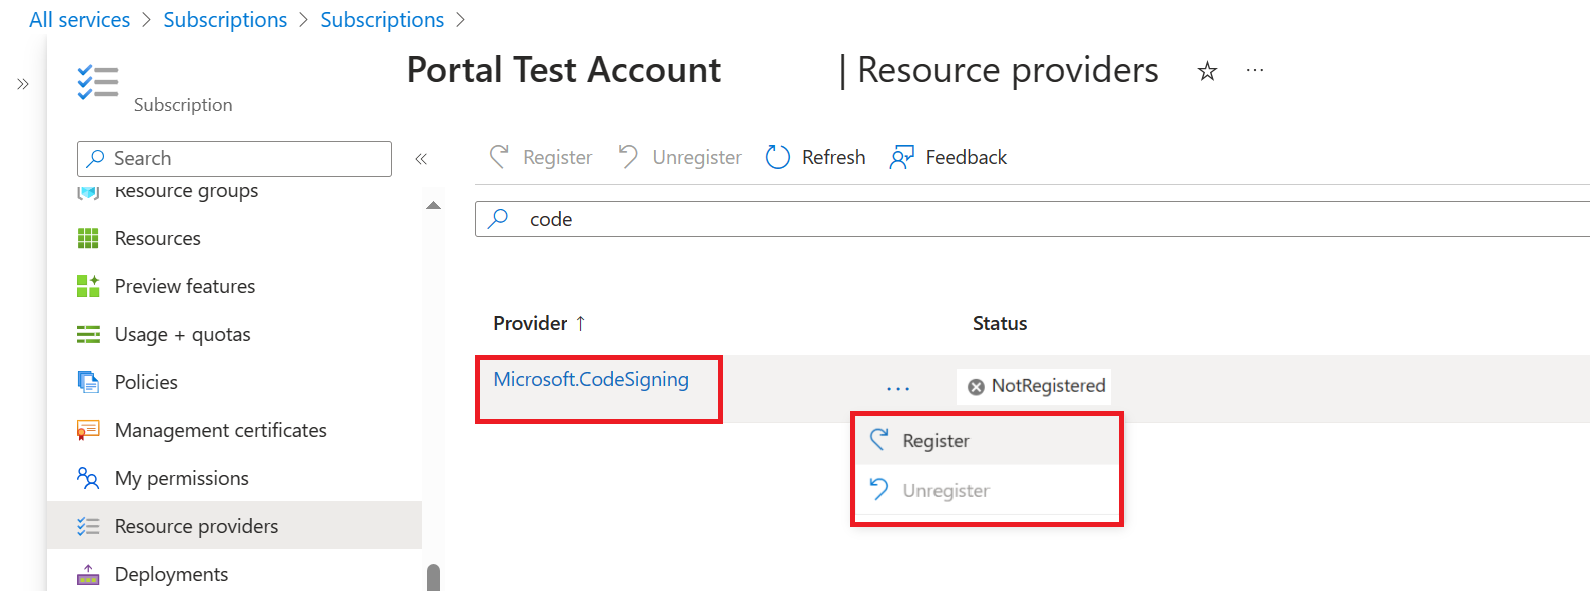 All services > Subscriptions > Subscriptions >
Portal Test Account | Resource providers
Subscription
Search
Resource groups
Resources
Preview features
Usage + quotas
Policies
Management certificates
My permissions
Resource providers
Deployments
Register Unregister Refresh Feedback
code
Provider ↑ Status
Microsoft.CodeSigning ... NotRegistered
Register
Unregister